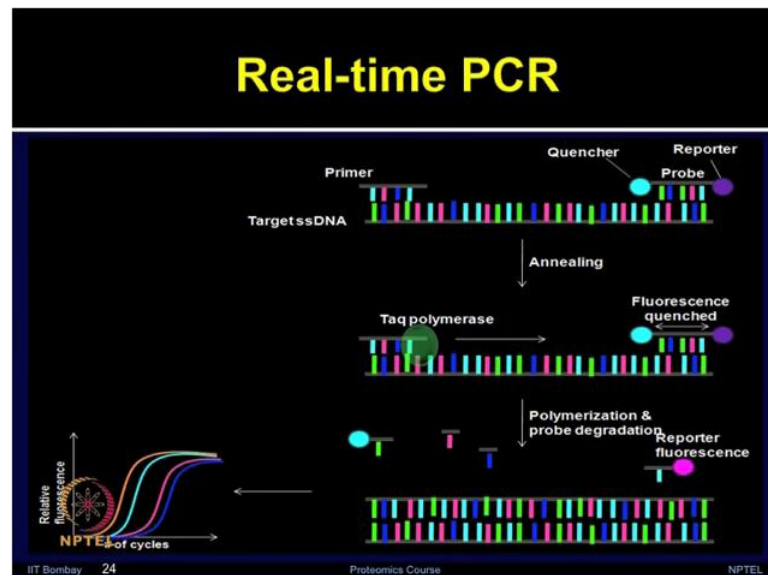 Real-time PCR
Quencher
Reporter
Primer
Probe
Target ssDNA
Annealing
Fluorescence
quenched
Taq polymerase
Polymerization &
probe degradation
Reporter
fluorescence
Relative
fluorescence
NPTEL
# of cycles
IIT Bombay
24
Proteomics Course
NPTEL